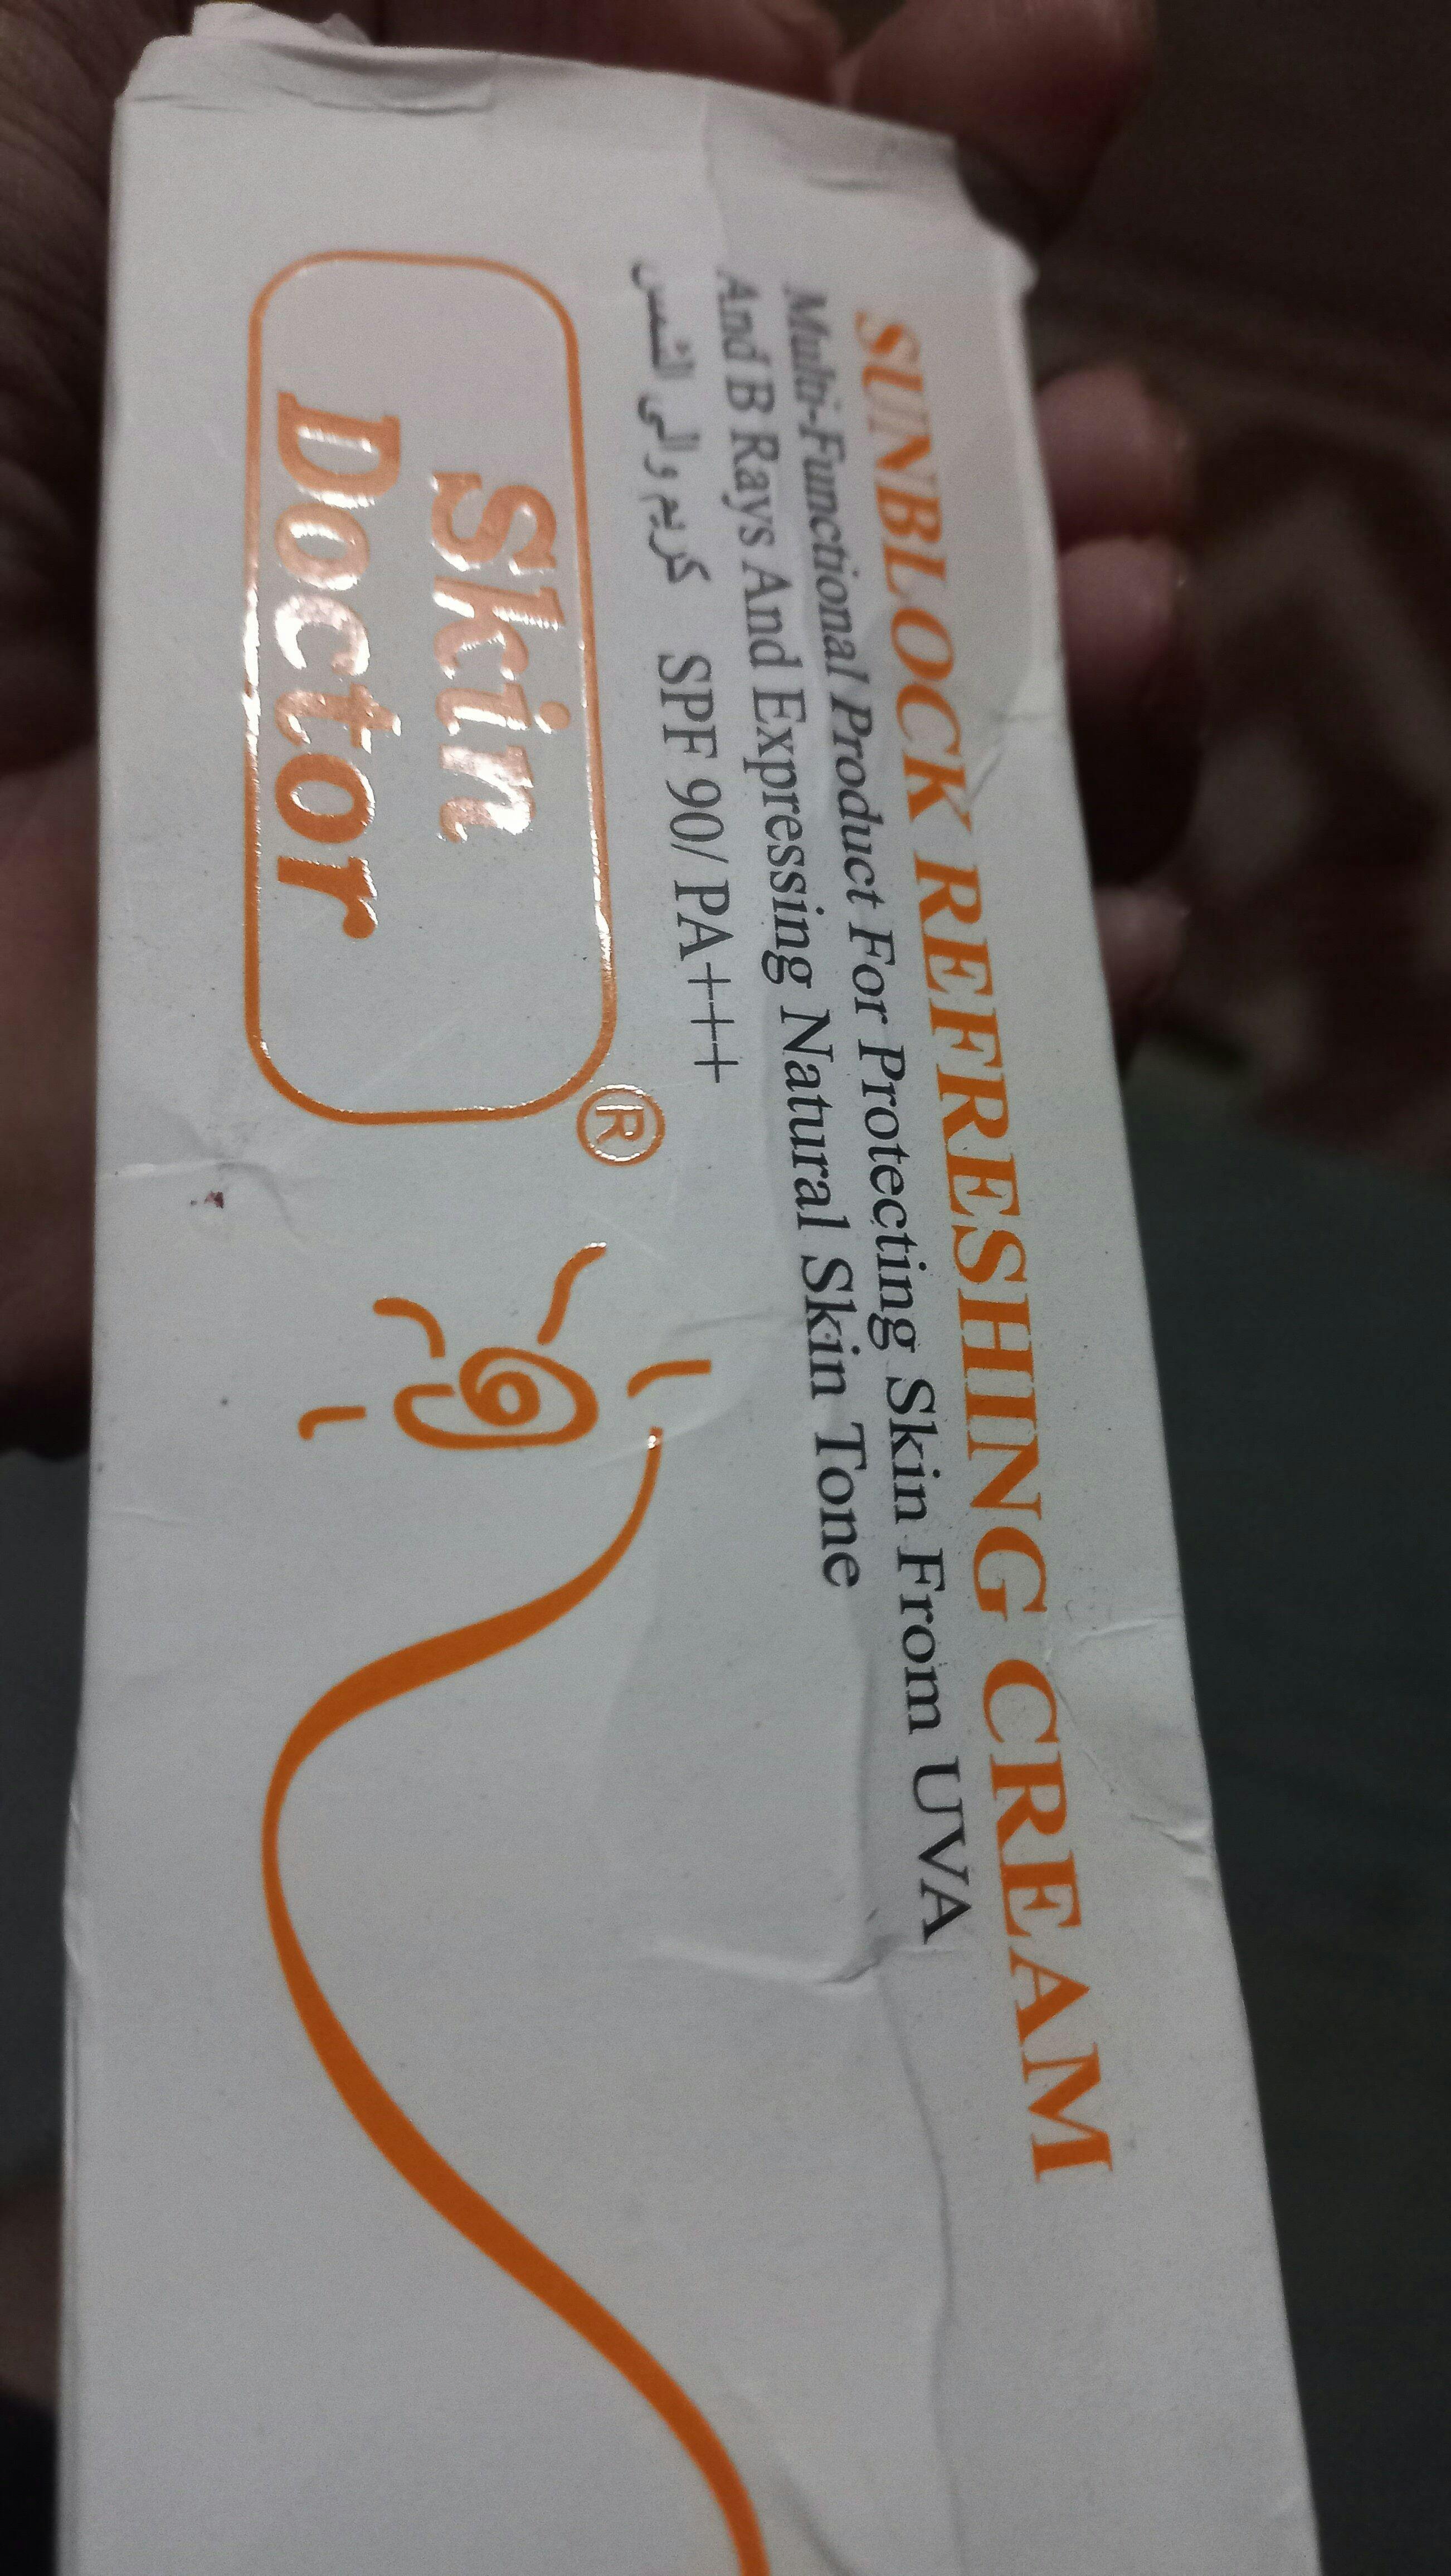 SUNBLOCK REFRESHING CREAM
Multi-Functional Product For Protecting Skin From UVA
And B Rays And Expressing Natural Skin Tone
كريم والى الشمس SPF 90/ PA+++
Skin
Doctor
®